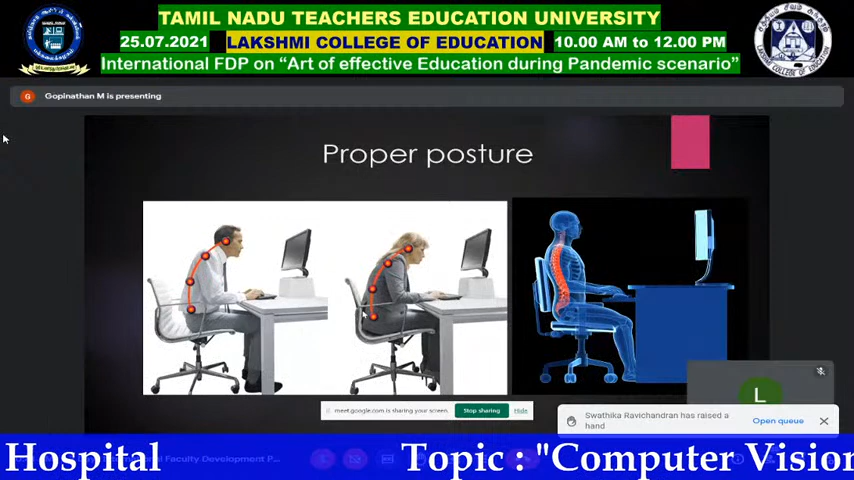 TAMIL NADU TEACHERS EDUCATION UNIVERSITY
25.07.2021 LAKSHMI COLLEGE OF EDUCATION 10.00 AM to 12.00 PM
International FDP on “Art of effective Education during Pandemic scenario”
G Gopinathan M is presenting
Proper posture
L
meet.google.com is sharing your screen. Stop sharing Hide
Swathika Ravichandran has raised a
hand
Open queue
Hospital Topic : "Computer Vision
Faculty Development P...